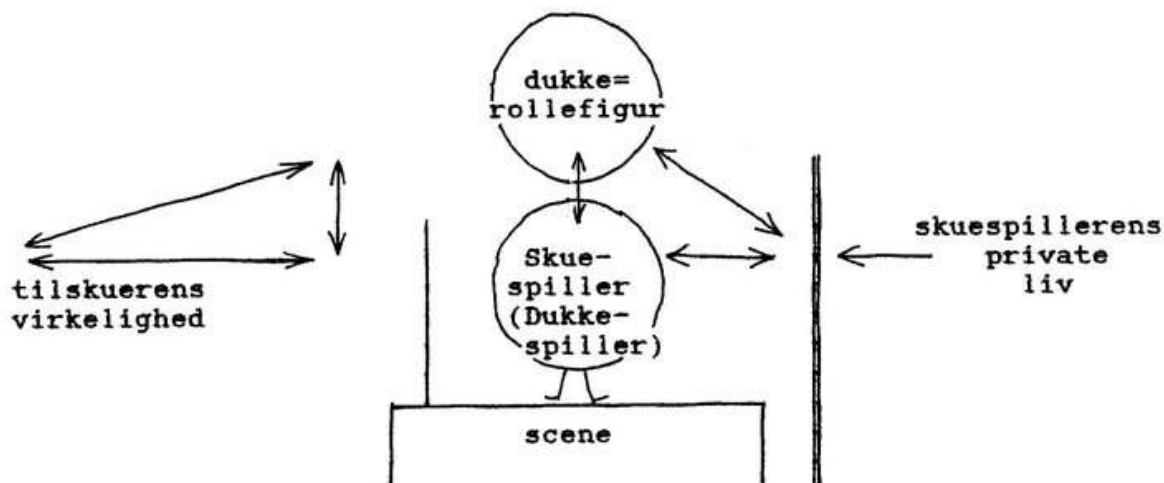 dukke=
rollefigur
Skue-
spiller
(Dukke-
spiller)
tilskuerens
virkelighed
skuespillerens
private
liv
scene